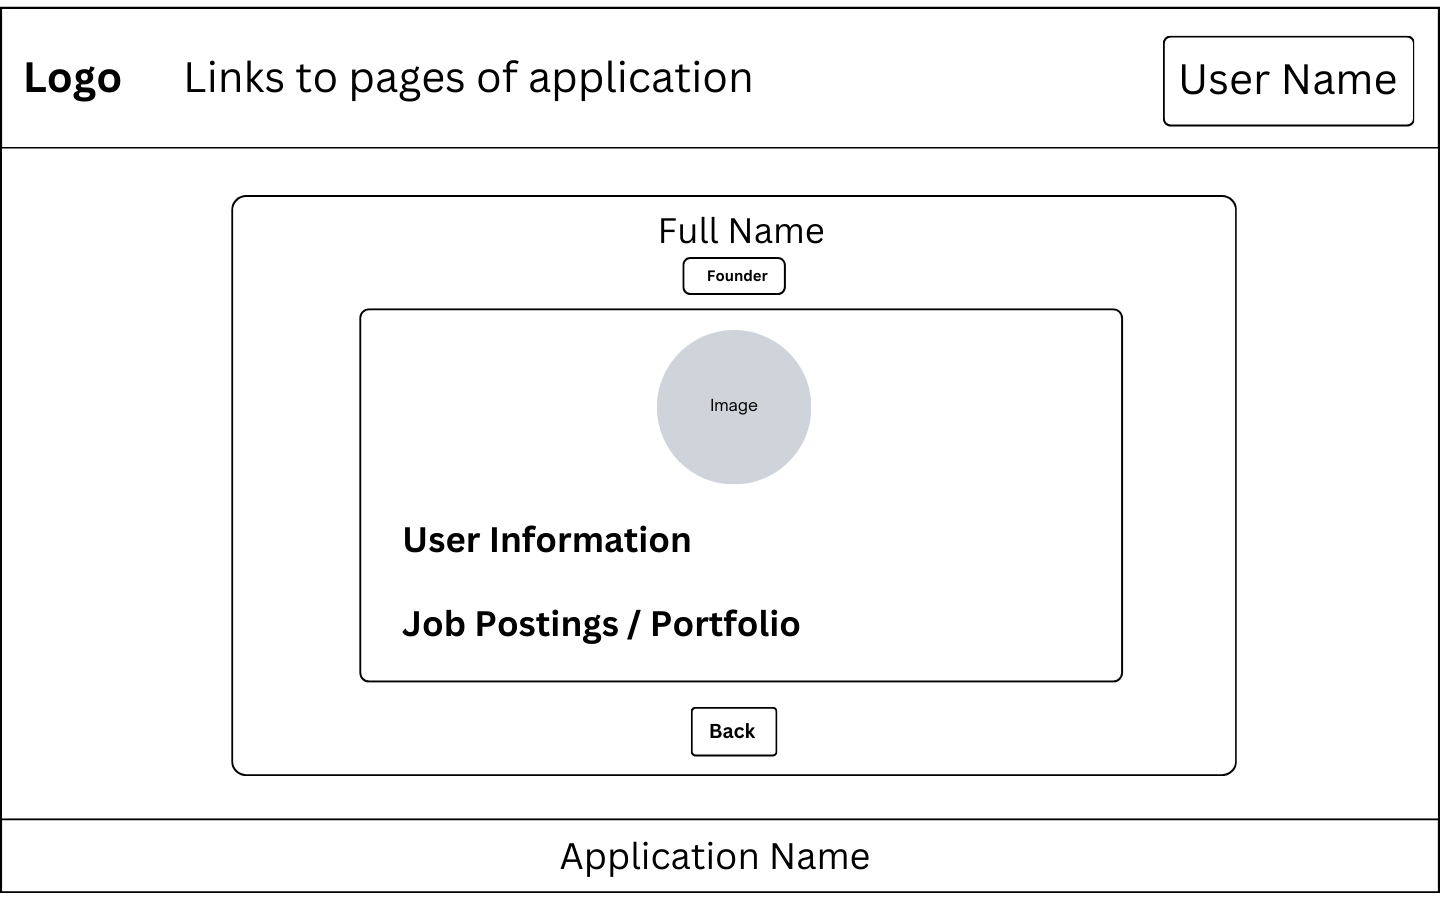 Logo
Links to pages of application
User Name
Full Name
Founder
Image
User Information
Job Postings / Portfolio
Back
Application Name